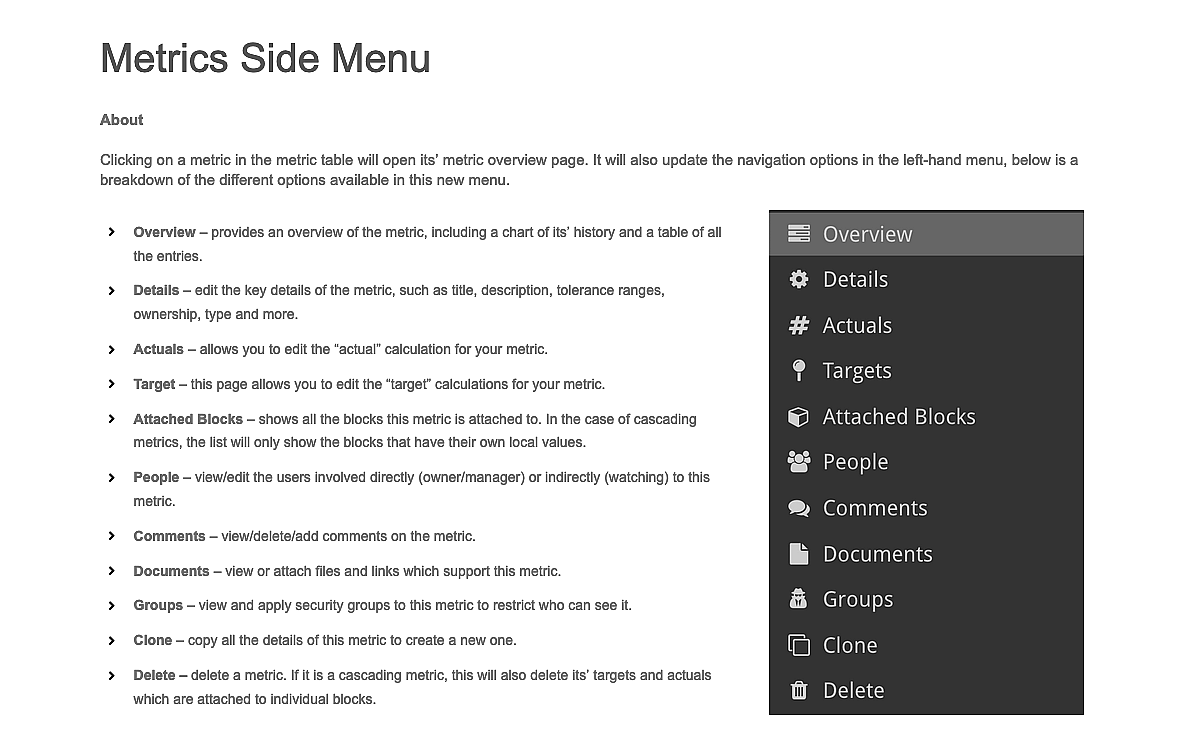 Metrics Side Menu
About
Clicking on a metric in the metric table will open its’ metric overview page. It will also update the navigation options in the left-hand menu, below is a
breakdown of the different options available in this new menu.
Overview – provides an overview of the metric, including a chart of its’ history and a table of all
the entries.
Details – edit the key details of the metric, such as title, description, tolerance ranges,
ownership, type and more.
Actuals – allows you to edit the “actual” calculation for your metric.
Target – this page allows you to edit the “target” calculations for your metric.
Attached Blocks – shows all the blocks this metric is attached to. In the case of cascading
metrics, the list will only show the blocks that have their own local values.
People – view/edit the users involved directly (owner/manager) or indirectly (watching) to this
metric.
Comments – view/delete/add comments on the metric.
Documents – view or attach files and links which support this metric.
Groups – view and apply security groups to this metric to restrict who can see it.
Clone – copy all the details of this metric to create a new one.
Delete – delete a metric. If it is a cascading metric, this will also delete its’ targets and actuals
which are attached to individual blocks.
Overview
Details
Actuals
Targets
Attached Blocks
People
Comments
Documents
Groups
Clone
Delete